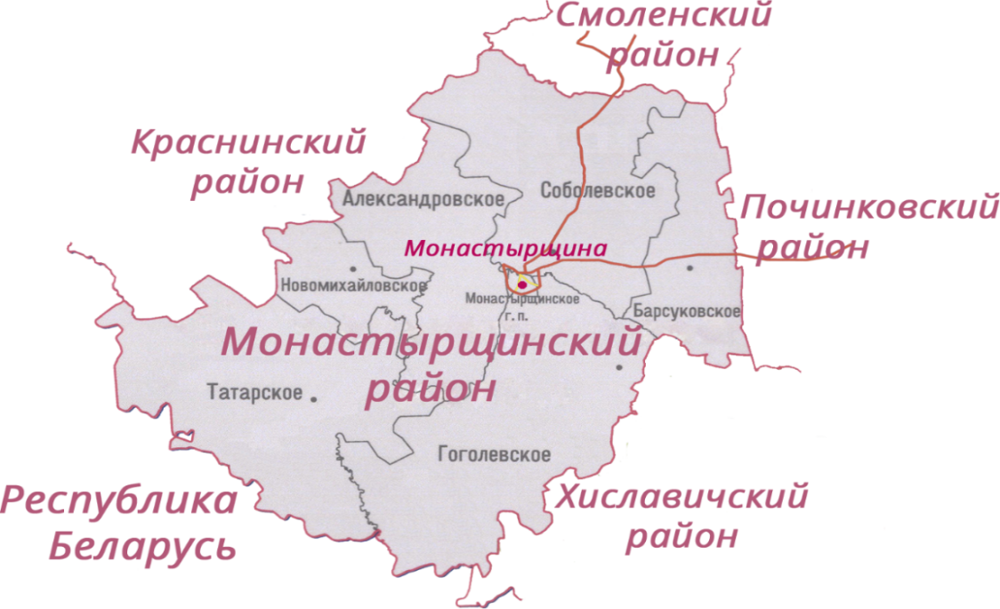 Смоленский
район
Краснинский
район
Александровское
Соболевское
Починковский
район
Монастырщина
Новомихайловское
Монастырщинское
г. п.
Барсуковское
Монастырщинский
район
Татарское
Гоголевское
Республика
Беларусь
Хиславичский
район